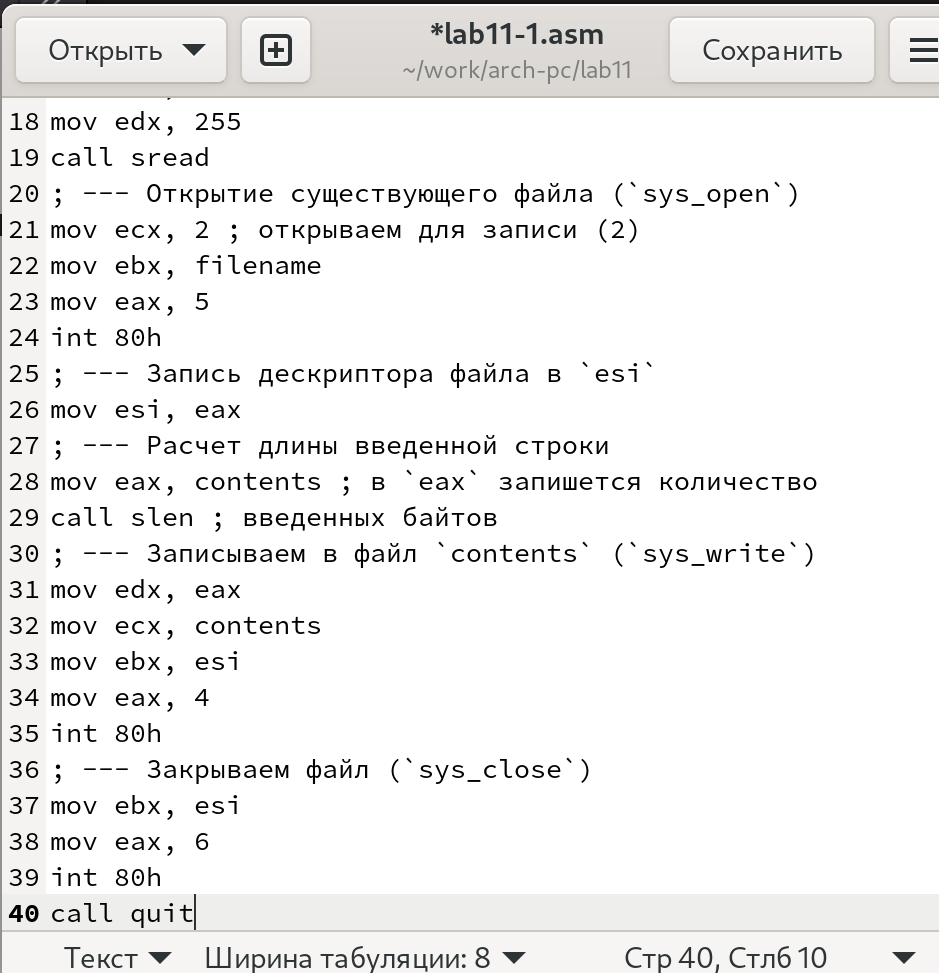 Открыть
*lab11-1.asm
~/work/arch-pc/lab11
Сохранить
18 mov edx, 255
19 call sread
20 ; --- Открытие существующего файла (`sys_open`)
21 mov ecx, 2 ; открываем для записи (2)
22 mov ebx, filename
23 mov eax, 5
24 int 80h
25 ; --- Запись дескриптора файла в `esi`
26 mov esi, eax
27 ; --- Расчет длины введенной строки
28 mov eax, contents ; в `eax` запишется количество
29 call slen ; введенных байтов
30 ; --- Записываем в файл `contents` (`sys_write`)
31 mov edx, eax
32 mov ecx, contents
33 mov ebx, esi
34 mov eax, 4
35 int 80h
36 ; --- Закрываем файл (`sys_close`)
37 mov ebx, esi
38 mov eax, 6
39 int 80h
40 call quit
Текст Ширина табуляции: 8 Стр 40, Стлб 10